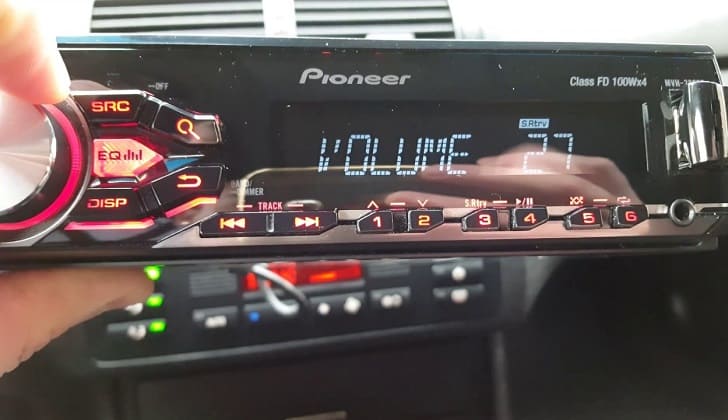 Pioneer
Class FD 100Wx4
SRC
OFF
EQ
DISP
S.Rtrv
VOLUME 27
TRACK
S.Rtrv
1 2 3 4 5 6